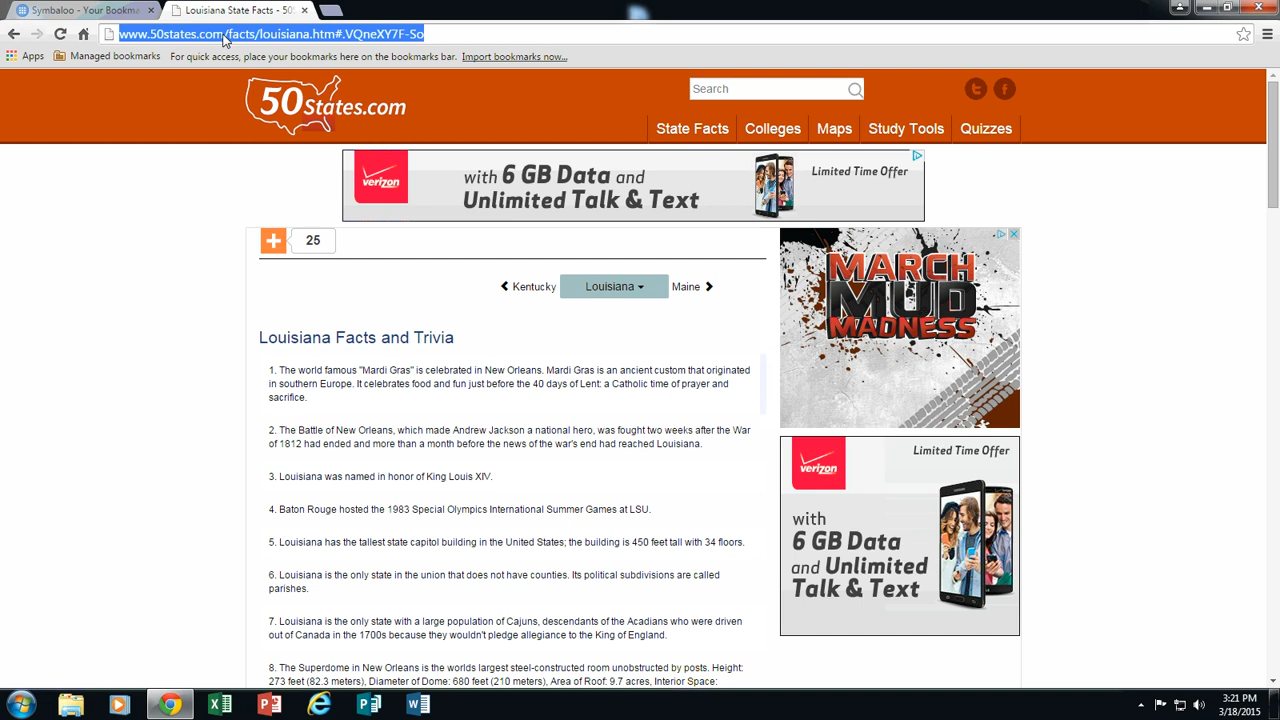 Symbaloo - Your Bookma
Louisiana State Facts - 50S
www.50states.com/facts/louisiana.htm#.VQneXY7F-So
Apps
Managed bookmarks
For quick access, place your bookmarks here on the bookmarks bar.
Import bookmarks now...
50States.com
Search
State Facts
Colleges
Maps
Study Tools
Quizzes
verizon
with 6 GB Data and
Unlimited Talk & Text
Limited Time Offer
25
Kentucky
Louisiana
Maine
Louisiana Facts and Trivia
1. The world famous "Mardi Gras" is celebrated in New Orleans. Mardi Gras is an ancient custom that originated
in southern Europe. It celebrates food and fun just before the 40 days of Lent: a Catholic time of prayer and
sacrifice.
2. The Battle of New Orleans, which made Andrew Jackson a national hero, was fought two weeks after the War
of 1812 had ended and more than a month before the news of the war's end had reached Louisiana.
3. Louisiana was named in honor of King Louis XIV.
4. Baton Rouge hosted the 1983 Special Olympics International Summer Games at LSU.
5. Louisiana has the tallest state capitol building in the United States; the building is 450 feet tall with 34 floors.
6. Louisiana is the only state in the union that does not have counties. Its political subdivisions are called
parishes.
7. Louisiana is the only state with a large population of Cajuns, descendants of the Acadians who were driven
out of Canada in the 1700s because they wouldn't pledge allegiance to the King of England.
8. The Superdome in New Orleans is the worlds largest steel-constructed room unobstructed by posts. Height:
273 feet (82.3 meters), Diameter of Dome: 680 feet (210 meters), Area of Roof: 9.7 acres, Interior Space:
MARCH
MUD
MADNESS
Limited Time Offer
verizon
with
6 GB Data
and Unlimited
Talk & Text
3:21 PM
3/18/2015